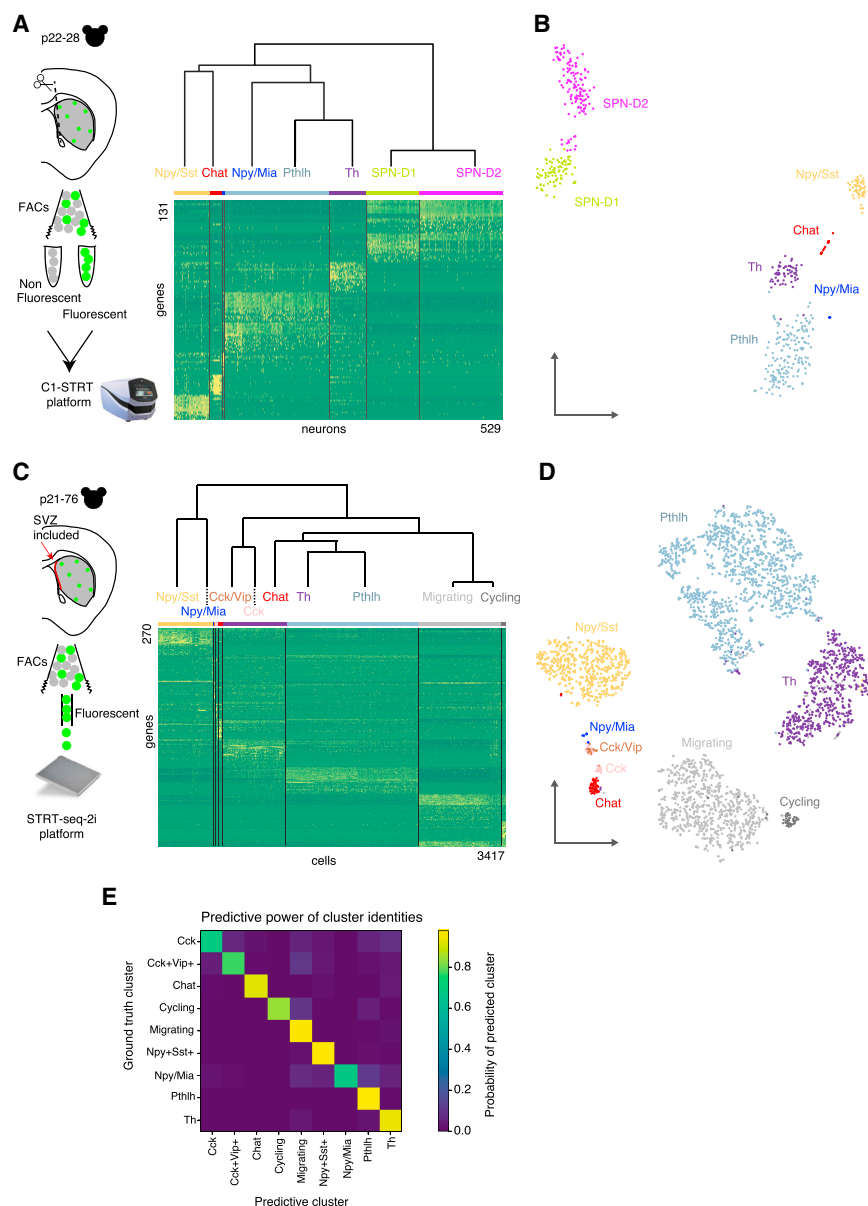 A
p22-28
FACs
Non
Fluorescent
Fluorescent
C1-STRT
platform
Npy/Sst
Chat
Npy/Mia
Pthlh
Th
SPN-D1
SPN-D2
131
genes
neurons
529
B
SPN-D2
SPN-D1
Npy/Sst
Chat
Th
Npy/Mia
Pthlh
C
p21-76
SVZ
included
FACs
Fluorescent
STRT-seq-2i
platform
Npy/Sst
Cck/Vip
Chat
Th
Pthlh
Migrating
Cycling
Npy/Mia
Cck
270
genes
cells
3417
D
Pthlh
Npy/Sst
Th
Npy/Mia
Cck/Vip
Cck
Chat
Migrating
Cycling
E
Predictive power of cluster identities
Ground truth cluster
Cck
Cck+Vip+
Chat
Cycling
Migrating
Npy+Sst+
Npy/Mia
Pthlh
Th
Cck
Cck+Vip+
Chat
Cycling
Migrating
Npy+Sst+
Npy/Mia
Pthlh
Th
Predictive cluster
0.8
0.6
0.4
0.2
0.0
Probability of predicted cluster